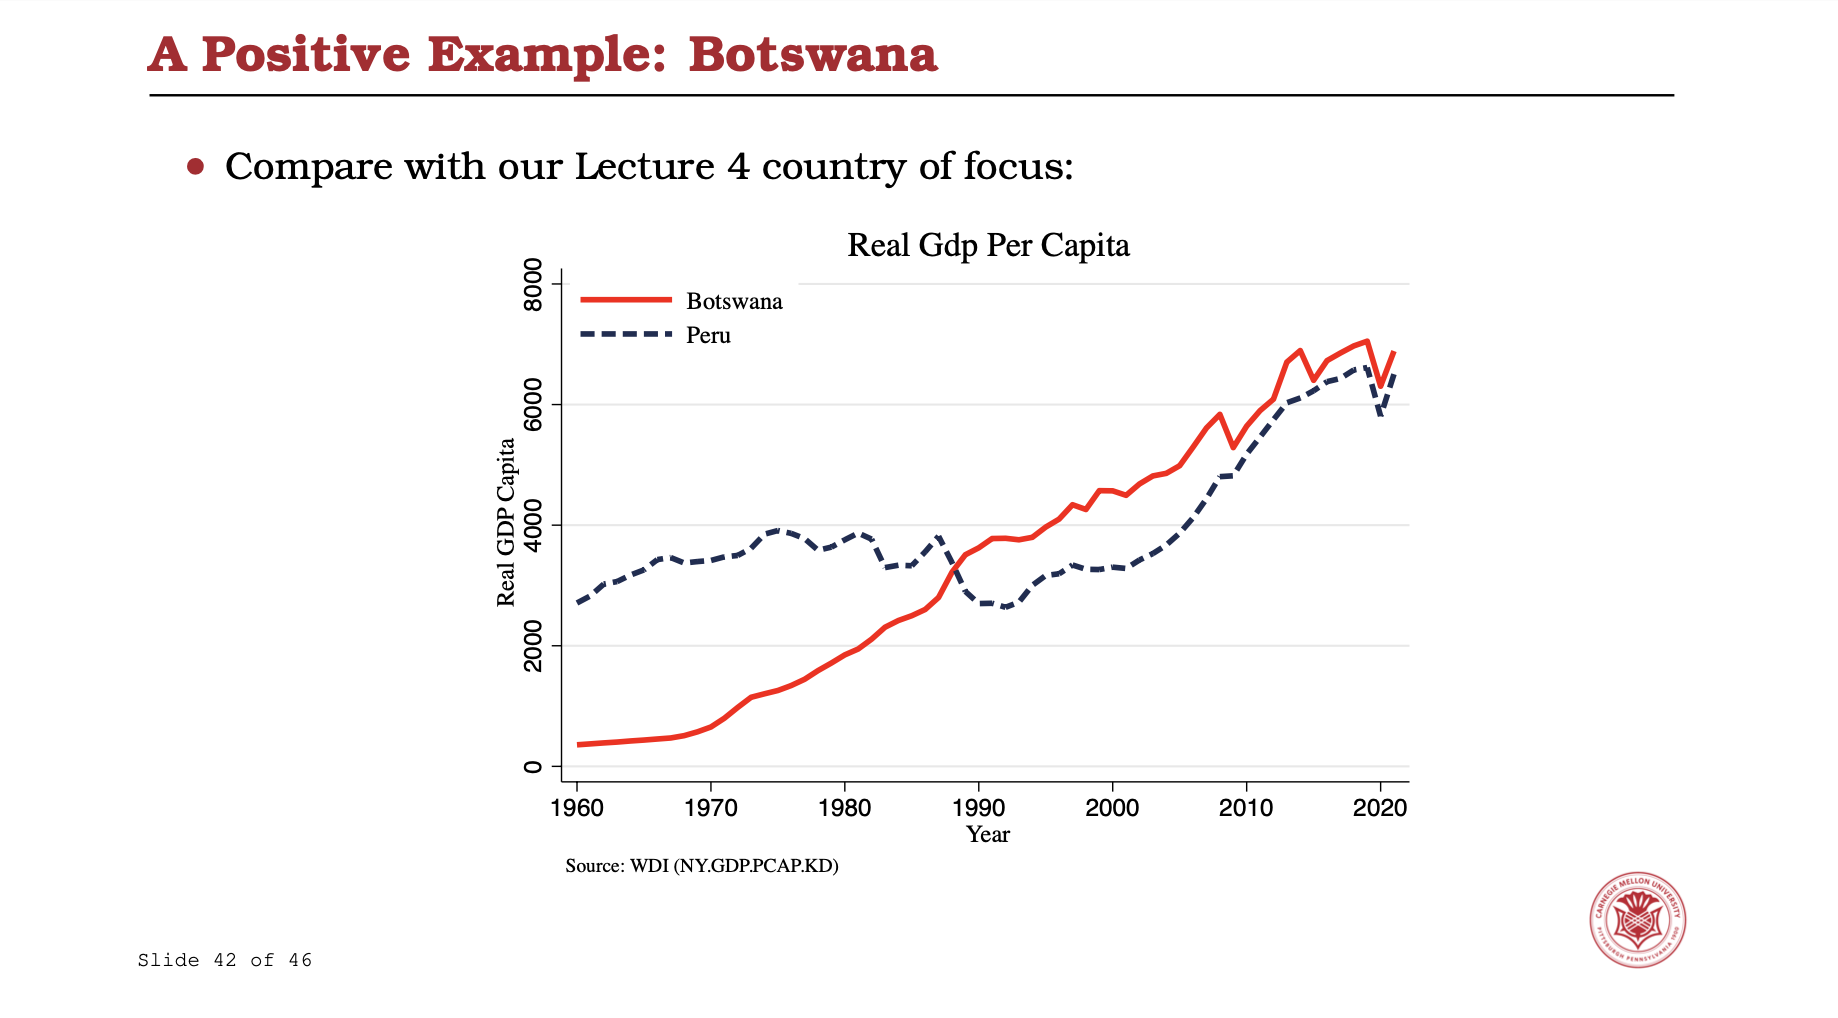 A Positive Example: Botswana
Compare with our Lecture 4 country of focus:
Real Gdp Per Capita
Botswana
Peru
Real GDP Capita
8000
6000
4000
2000
0
1960 1970 1980 1990 2000 2010 2020
Year
Source: WDI (NY.GDP.PCAP.KD)
CARNEGIE MELLON UNIVERSITY
PITTSBURGH PENNSYLVANIA 1900
Slide 42 of 46